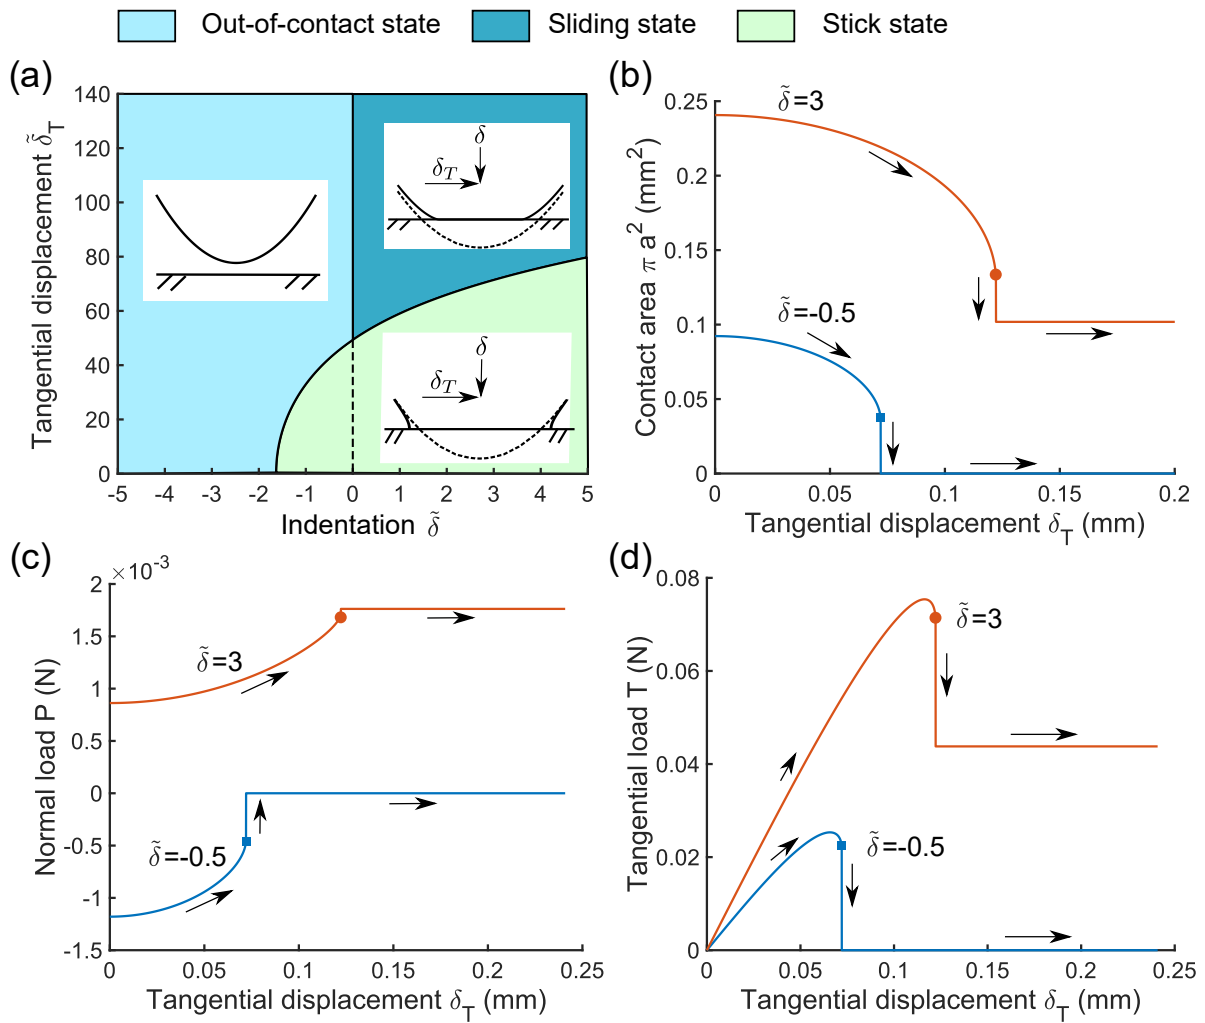 Out-of-contact state Sliding state Stick state
(a)
Tangential displacement δ̃_T
140
120
100
80
60
40
20
0
-5 -4 -3 -2 -1 0 1 2 3 4 5
Indentation δ̃
δ
δ_T
δ
δ_T
(b)
Contact area π a² (mm²)
0.25
0.2
0.15
0.1
0.05
0
0 0.05 0.1 0.15 0.2
Tangential displacement δ_T (mm)
δ̃=3
δ̃=-0.5
(c)
×10⁻³
Normal load P (N)
2
1.5
1
0.5
0
-0.5
-1
-1.5
0 0.05 0.1 0.15 0.2 0.25
Tangential displacement δ_T (mm)
δ̃=3
δ̃=-0.5
(d)
Tangential load T (N)
0.08
0.06
0.04
0.02
0
0 0.05 0.1 0.15 0.2 0.25
Tangential displacement δ_T (mm)
δ̃=3
δ̃=-0.5